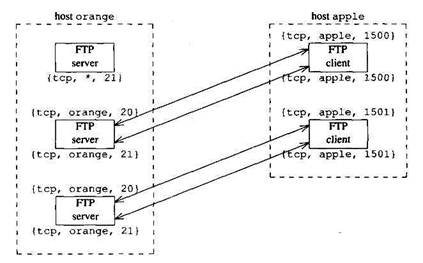 host orange
FTP
server
{tcp, *, 21}
{tcp, orange, 20}
FTP
server
{tcp, orange, 21}
{tcp, orange, 20}
FTP
server
{tcp, orange, 21}
host apple
{tcp, apple, 1500}
FTP
client
{tcp, apple, 1500}
{tcp, apple, 1501}
FTP
client
{tcp, apple, 1501}